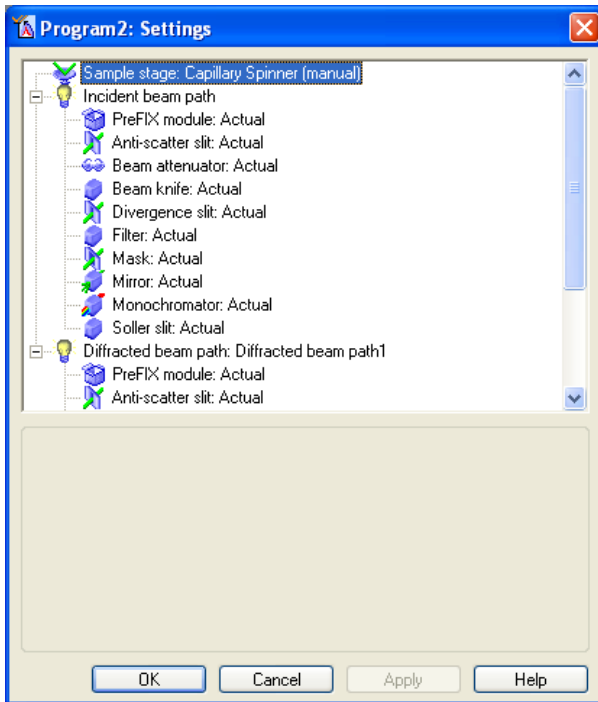 Program2: Settings
Sample stage: Capillary Spinner (manual)
Incident beam path
PreFIX module: Actual
Anti-scatter slit: Actual
Beam attenuator: Actual
Beam knife: Actual
Divergence slit: Actual
Filter: Actual
Mask: Actual
Mirror: Actual
Monochromator: Actual
Soller slit: Actual
Diffracted beam path: Diffracted beam path1
PreFIX module: Actual
Anti-scatter slit: Actual
OK Cancel Apply Help